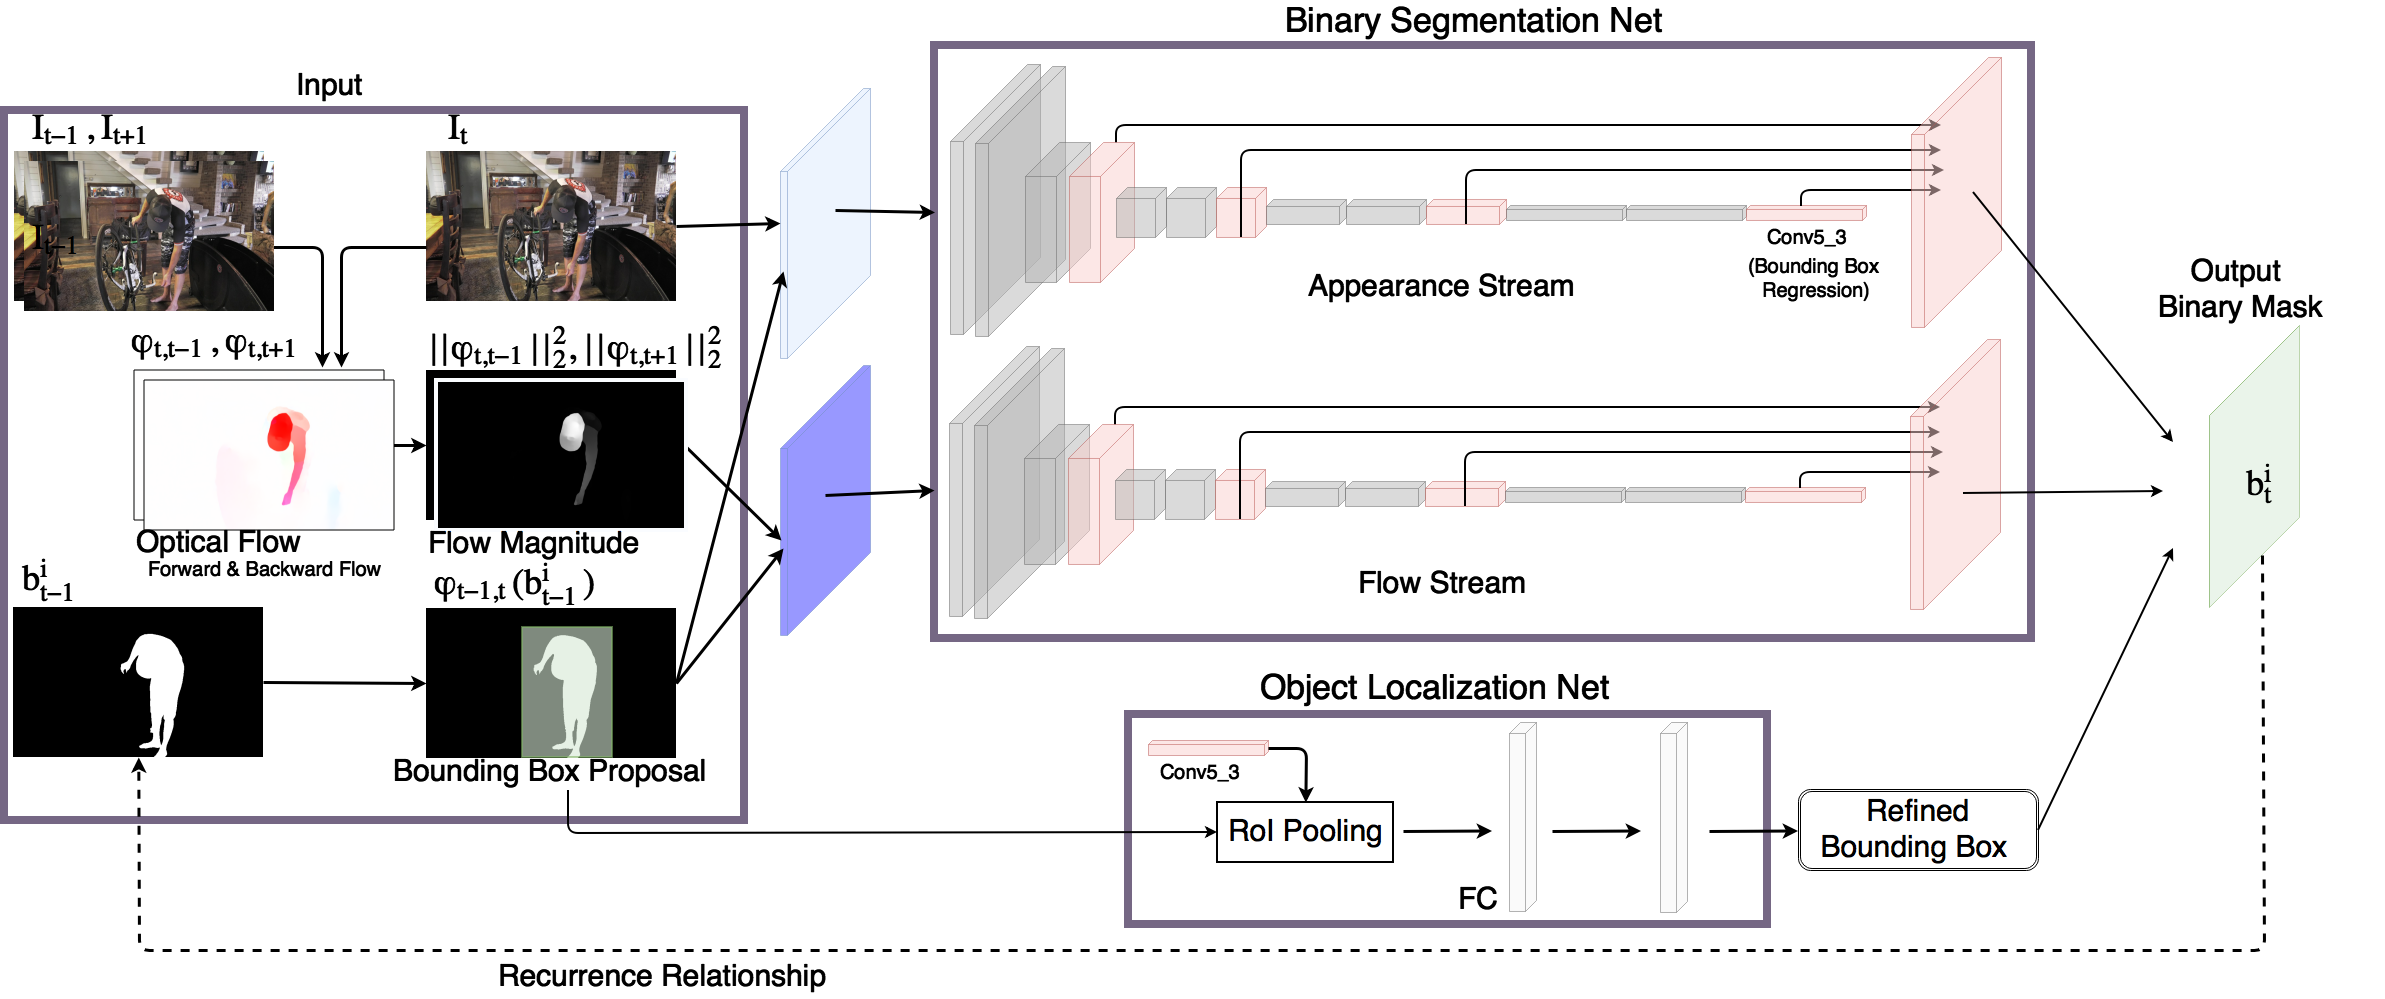 Binary Segmentation Net
Input
I_{t-1} , I_{t+1}
I_t
t-1
φ_{t,t-1} , φ_{t,t+1}
||φ_{t,t-1} ||_2^2, ||φ_{t,t+1} ||_2^2
Optical Flow
Forward & Backward Flow
Flow Magnitude
b_{t-1}^i
φ_{t-1,t} (b_{t-1}^i )
Bounding Box Proposal
Conv5_3
(Bounding Box
Regression)
Appearance Stream
Flow Stream
Output
Binary Mask
b_t^i
Object Localization Net
Conv5_3
RoI Pooling
FC
Refined
Bounding Box
Recurrence Relationship